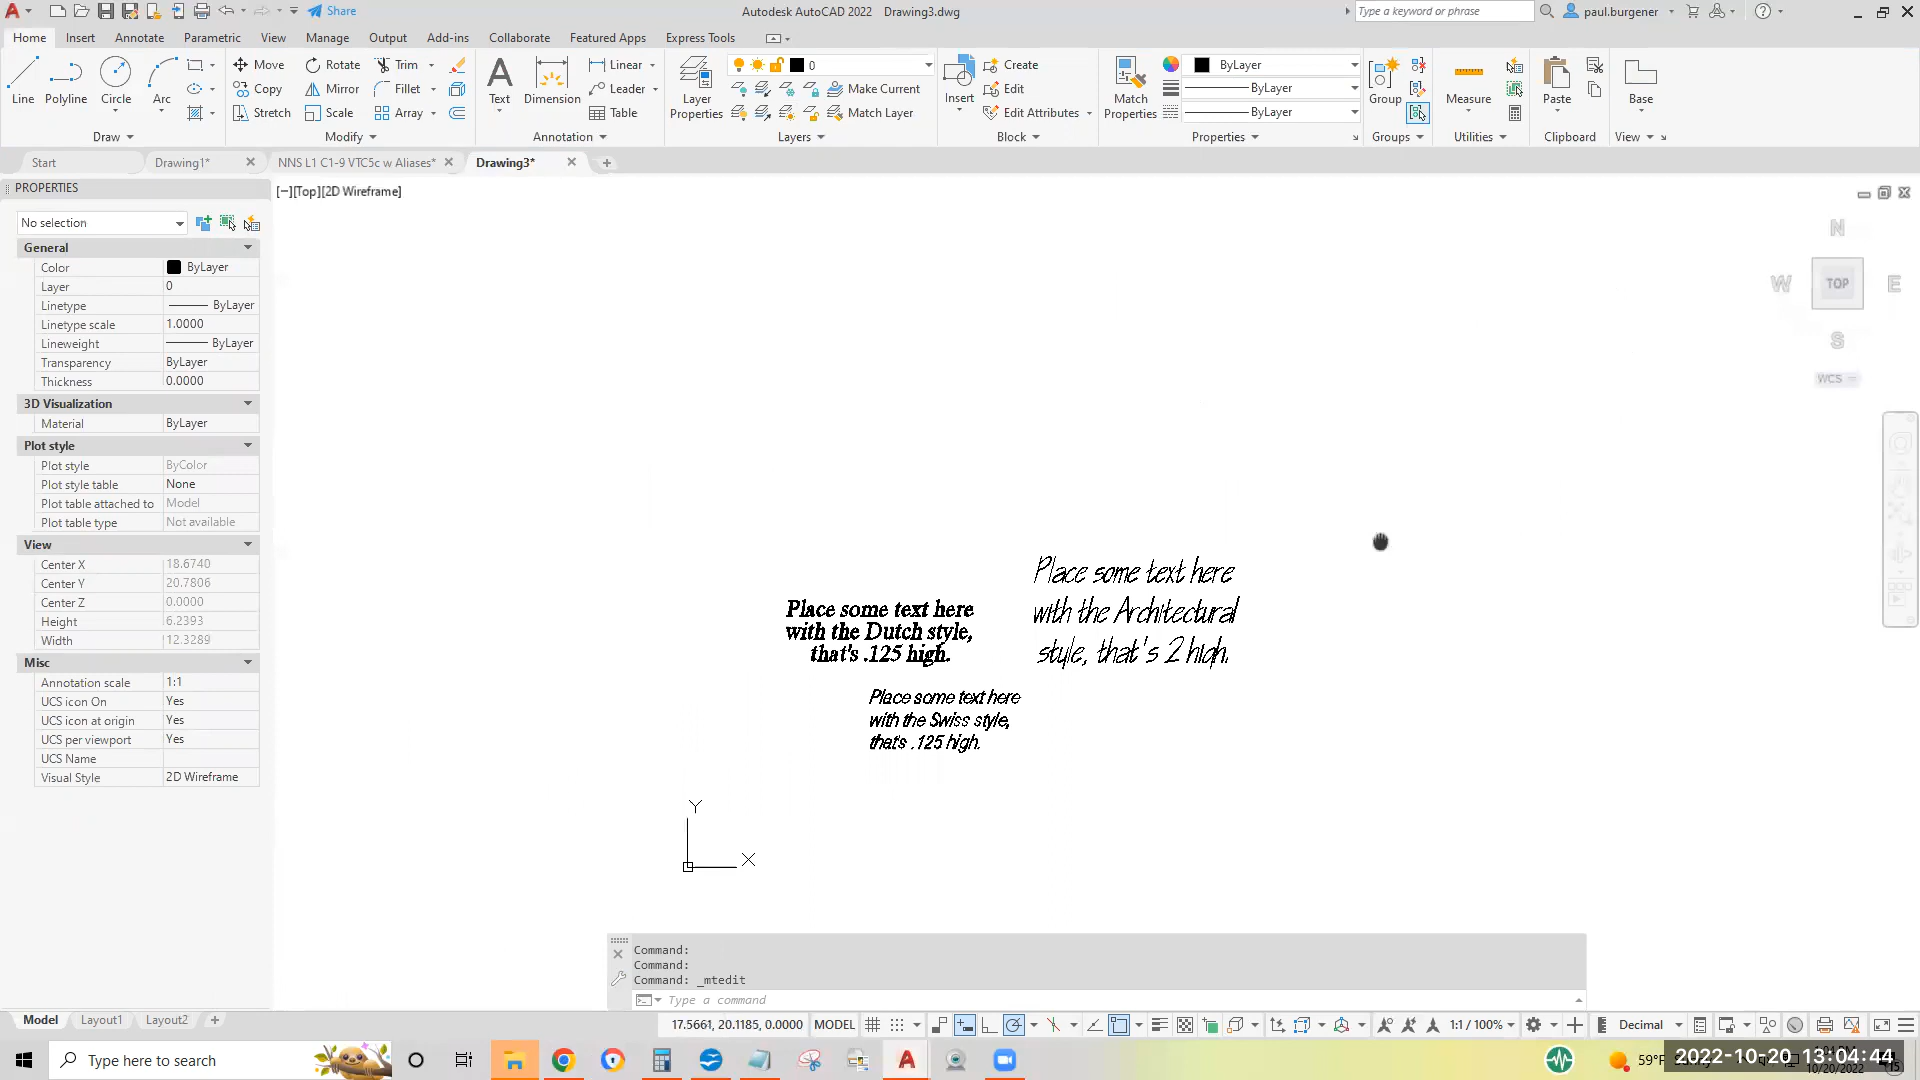 Share
Autodesk AutoCAD 2022 Drawing3.dwg
Type a keyword or phrase
paul.burgener
Home Insert Annotate Parametric View Manage Output Add-ins Collaborate Featured Apps Express Tools
Line Polyline Circle Arc
Move Rotate Trim
Copy Mirror Fillet
Stretch Scale Array
Text Dimension
Linear
Leader
Table
Layer Properties
0
Make Current
Match Layer
Insert
Create
Edit
Edit Attributes
Match Properties
ByLayer
ByLayer
ByLayer
Group
Measure
Paste
Base
Draw Modify Annotation Layers Block Properties Groups Utilities Clipboard View
Start Drawing1* NNS L1 C1-9 VTC5c w Aliases* Drawing3*
PROPERTIES
No selection
General
Color ByLayer
Layer 0
Linetype ByLayer
Linetype scale 1.0000
Lineweight ByLayer
Transparency ByLayer
Thickness 0.0000
3D Visualization
Material ByLayer
Plot style
Plot style ByColor
Plot style table None
Plot table attached to Model
Plot table type Not available
View
Center X 18.6740
Center Y 20.7806
Center Z 0.0000
Height 6.2393
Width 12.3289
Misc
Annotation scale 1:1
UCS icon On Yes
UCS icon at origin Yes
UCS per viewport Yes
UCS Name
Visual Style 2D Wireframe
[−][Top][2D Wireframe]
N
W TOP E
S
WCS
Place some text here
with the Dutch style,
that's .125 high.
Place some text here
with the Architectural
style, that's 2 high.
Place some text here
with the Swiss style,
that's .125 high.
Y
X
Command:
Command:
Command: _mtedit
Type a command
Model Layout1 Layout2
17.5661, 20.1185, 0.0000 MODEL
1:1 / 100%
Decimal
Type here to search
59°F
2022-10-20 13:04:44
10/20/2022